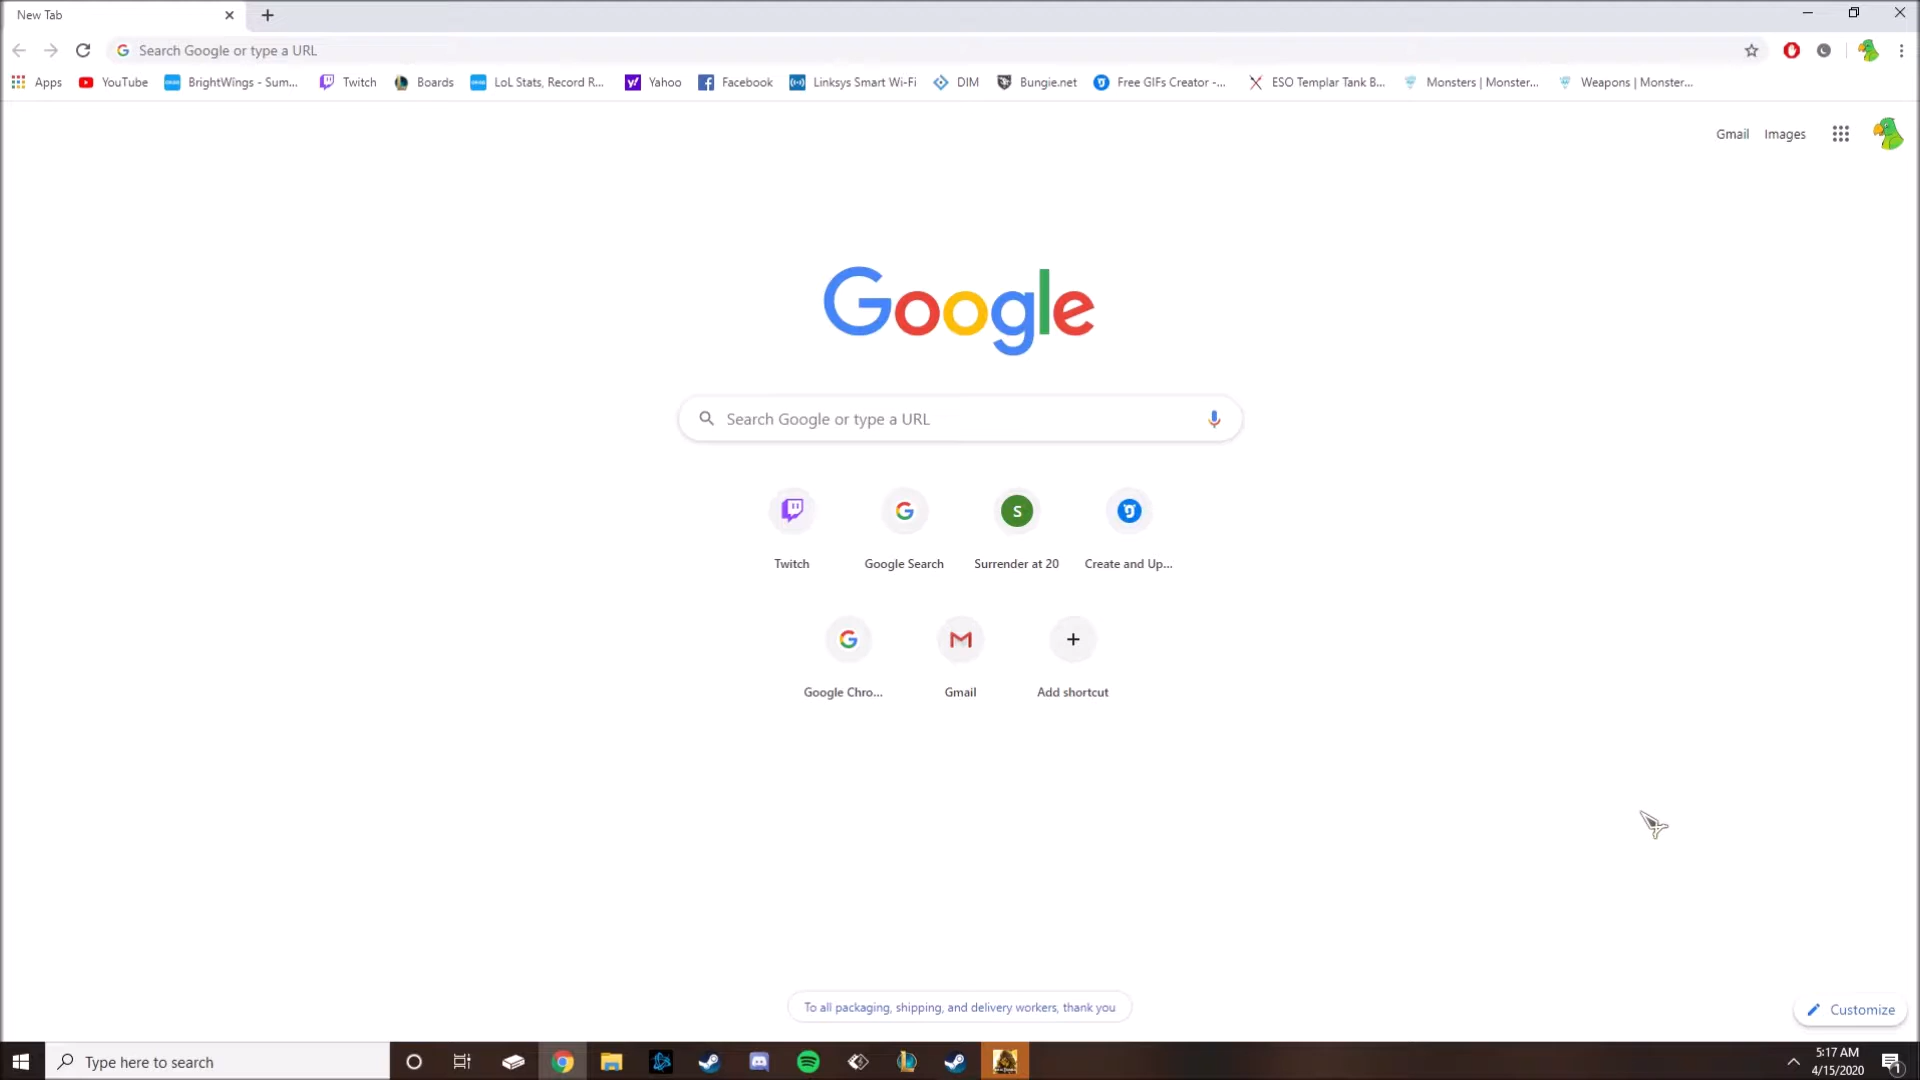 New Tab
Search Google or type a URL
Apps YouTube BrightWings - Sum... Twitch Boards LoL Stats, Record R... Yahoo Facebook Linksys Smart Wi-Fi DIM Bungie.net Free GIFs Creator -... ESO Templar Tank B... Monsters | Monster... Weapons | Monster...
Gmail Images
Google
Search Google or type a URL
S
Twitch Google Search Surrender at 20 Create and Up...
Google Chro... Gmail Add shortcut
To all packaging, shipping, and delivery workers, thank you
Customize
Type here to search
5:17 AM
4/15/2020
1